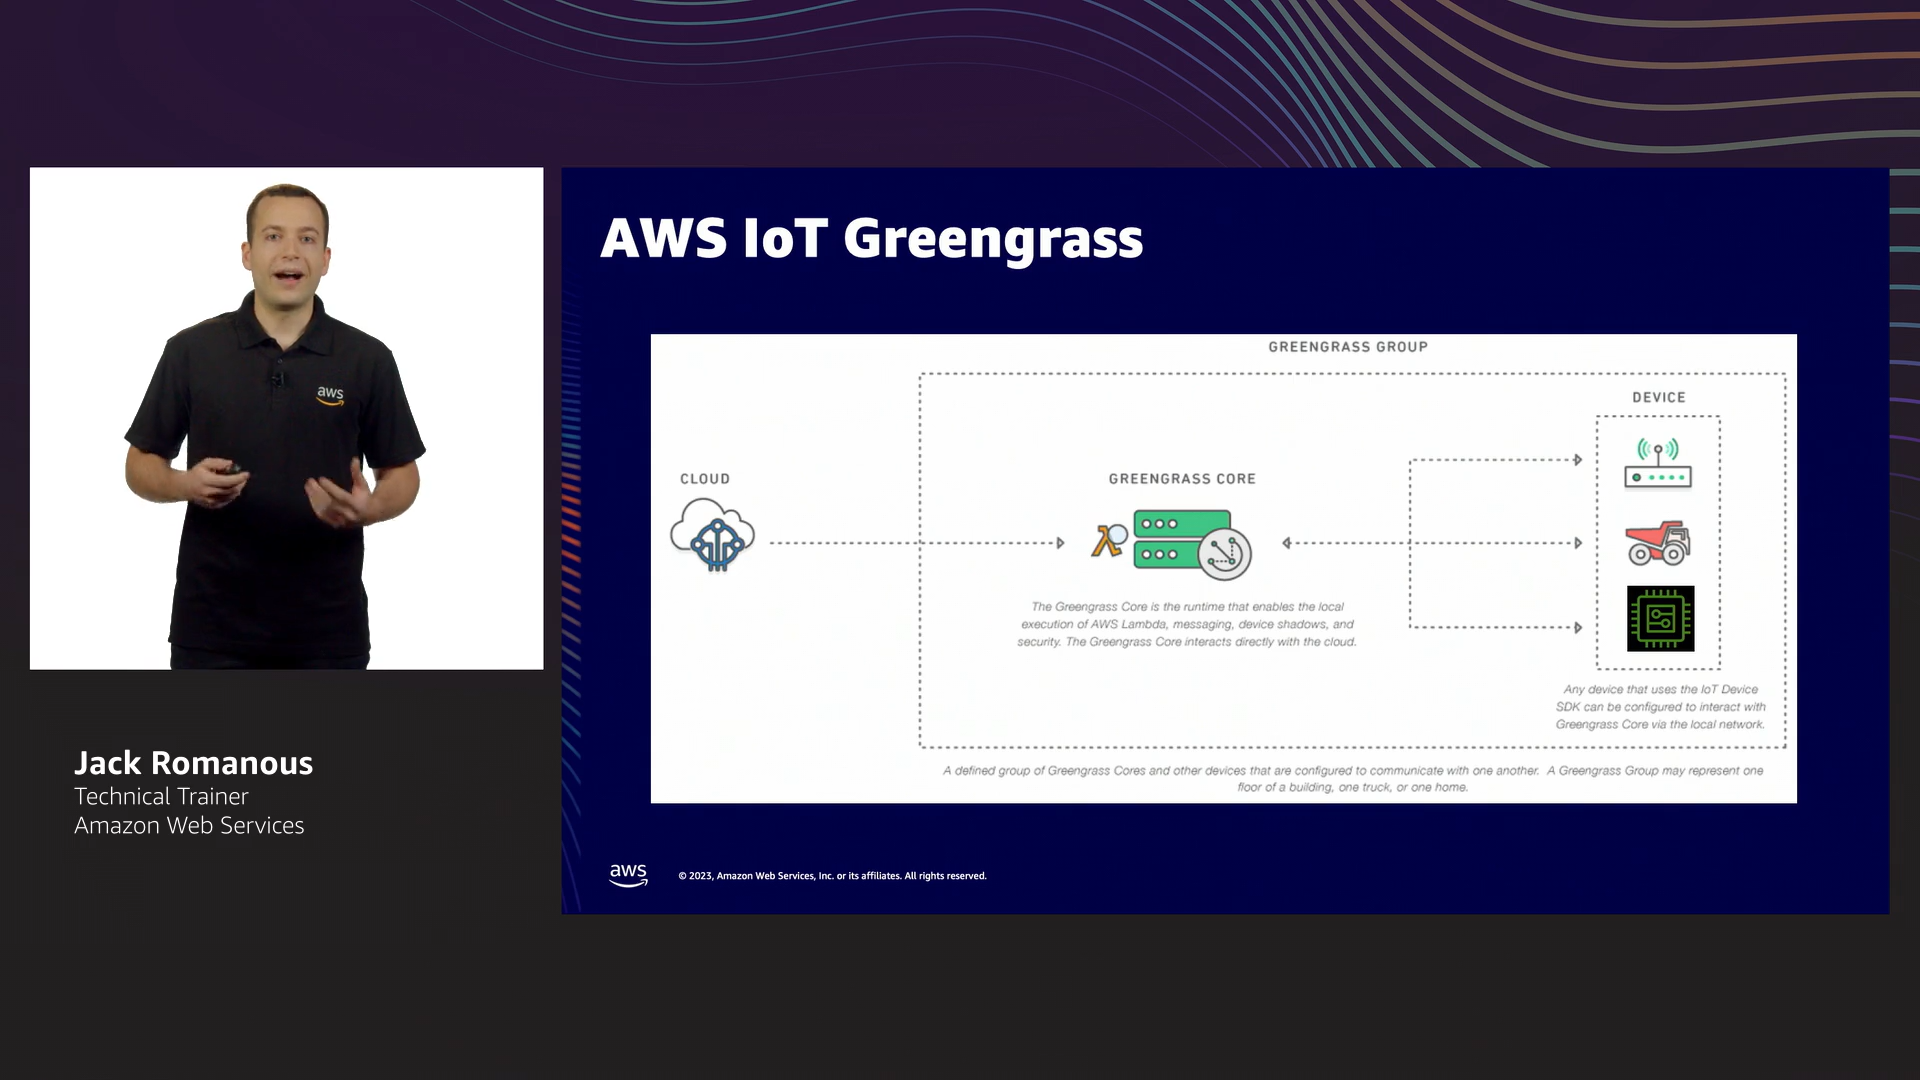 aws
Jack Romanous
Technical Trainer
Amazon Web Services
AWS IoT Greengrass
GREENGRASS GROUP
DEVICE
CLOUD
GREENGRASS CORE
The Greengrass Core is the runtime that enables the local
execution of AWS Lambda, messaging, device shadows, and
security. The Greengrass Core interacts directly with the cloud.
Any device that uses the IoT Device
SDK can be configured to interact with
Greengrass Core via the local network.
A defined group of Greengrass Cores and other devices that are configured to communicate with one another. A Greengrass Group may represent one
floor of a building, one truck, or one home.
aws
© 2023, Amazon Web Services, Inc. or its affiliates. All rights reserved.